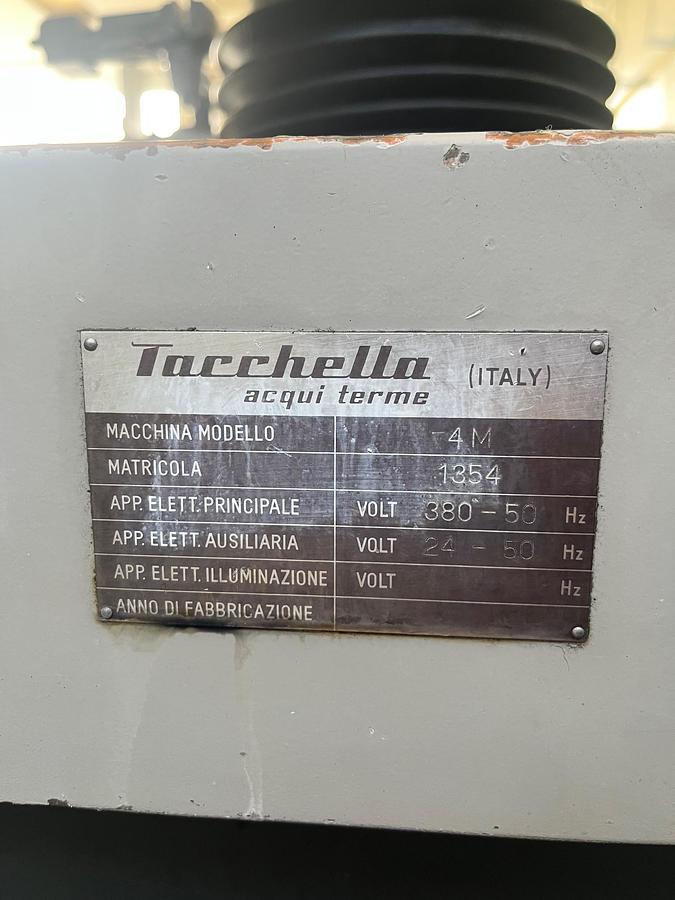 Tacchella (ITALY)
acqui terme
MACCHINA MODELLO 4 M
MATRICOLA 1354
APP. ELETT. PRINCIPALE VOLT 380 - 50 Hz
APP. ELETT. AUSILIARIA VOLT 24 - 50 Hz
APP. ELETT. ILLUMINAZIONE VOLT Hz
ANNO DI FABBRICAZIONE